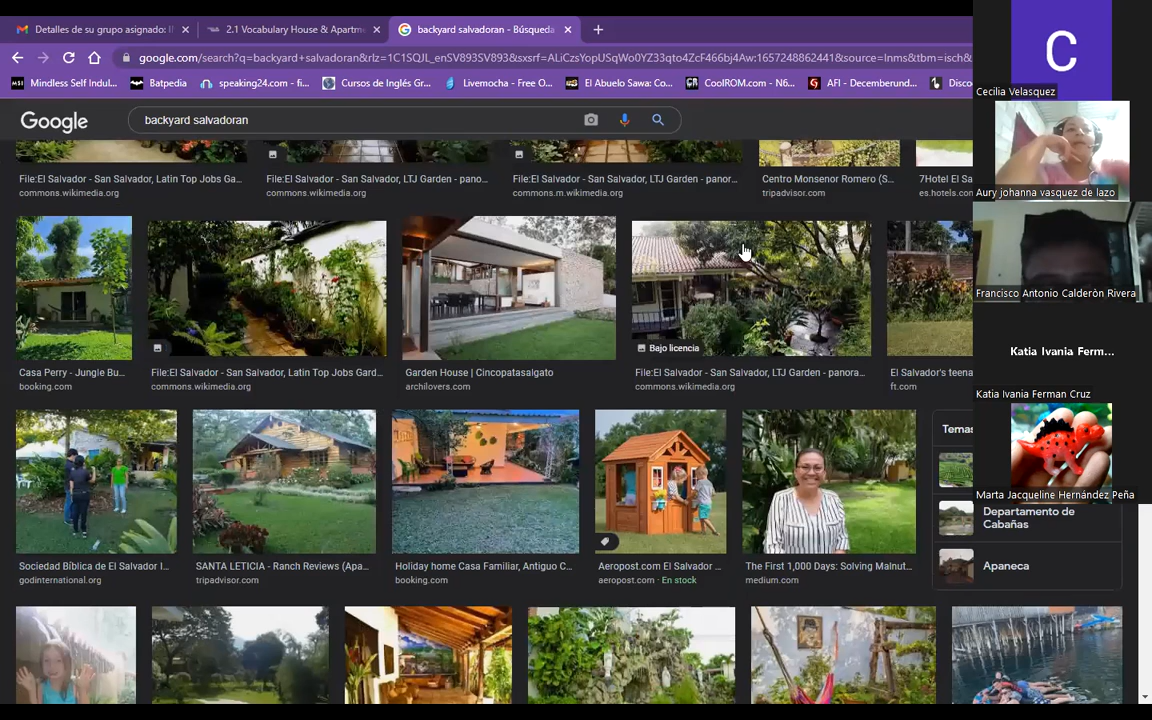 Detalles de su grupo asignado: I
2.1 Vocabulary House & Apartme
backyard salvadoran - Búsqueda
google.com/search?q=backyard+salvadoran&rlz=1C1SQJL_enSV893SV893&sxsrf=ALiCzsYopUSqWo0YZ33qto4ZcF466bj4Aw:1657248862441&source=lnms&tbm=isch&
Mindless Self Indul...
Batpedia
speaking24.com - fi...
Cursos de Inglés Gr...
Livemocha - Free O...
El Abuelo Sawa: Co...
CoolROM.com - N6...
AFI - Decemberund...
Disco
Google
backyard salvadoran
File:El Salvador - San Salvador, Latin Top Jobs Ga...
commons.wikimedia.org
File:El Salvador - San Salvador, LTJ Garden - pano...
commons.wikimedia.org
File:El Salvador - San Salvador, LTJ Garden - panor...
commons.m.wikimedia.org
Centro Monsenor Romero (S...
tripadvisor.com
7Hotel El Sa
es.hotels.com
Bajo licencia
Casa Perry - Jungle Bu...
booking.com
File:El Salvador - San Salvador, Latin Top Jobs Gard...
commons.wikimedia.org
Garden House | Cincopatasalgato
archilovers.com
File:El Salvador - San Salvador, LTJ Garden - panora...
commons.wikimedia.org
El Salvador's teena
ft.com
Sociedad Bíblica de El Salvador I...
godinternational.org
SANTA LETICIA - Ranch Reviews (Apa...
tripadvisor.com
Holiday home Casa Familiar, Antiguo C...
booking.com
Aeropost.com El Salvador ...
aeropost.com · En stock
The First 1,000 Days: Solving Malnut...
medium.com
Temas
Departamento de
Cabañas
Apaneca
C
Cecilia Velasquez
Aury johanna vasquez de lazo
Francisco Antonio Calderòn Rivera
Katia Ivania Ferm...
Katia Ivania Ferman Cruz
Marta Jacqueline Hernández Peña